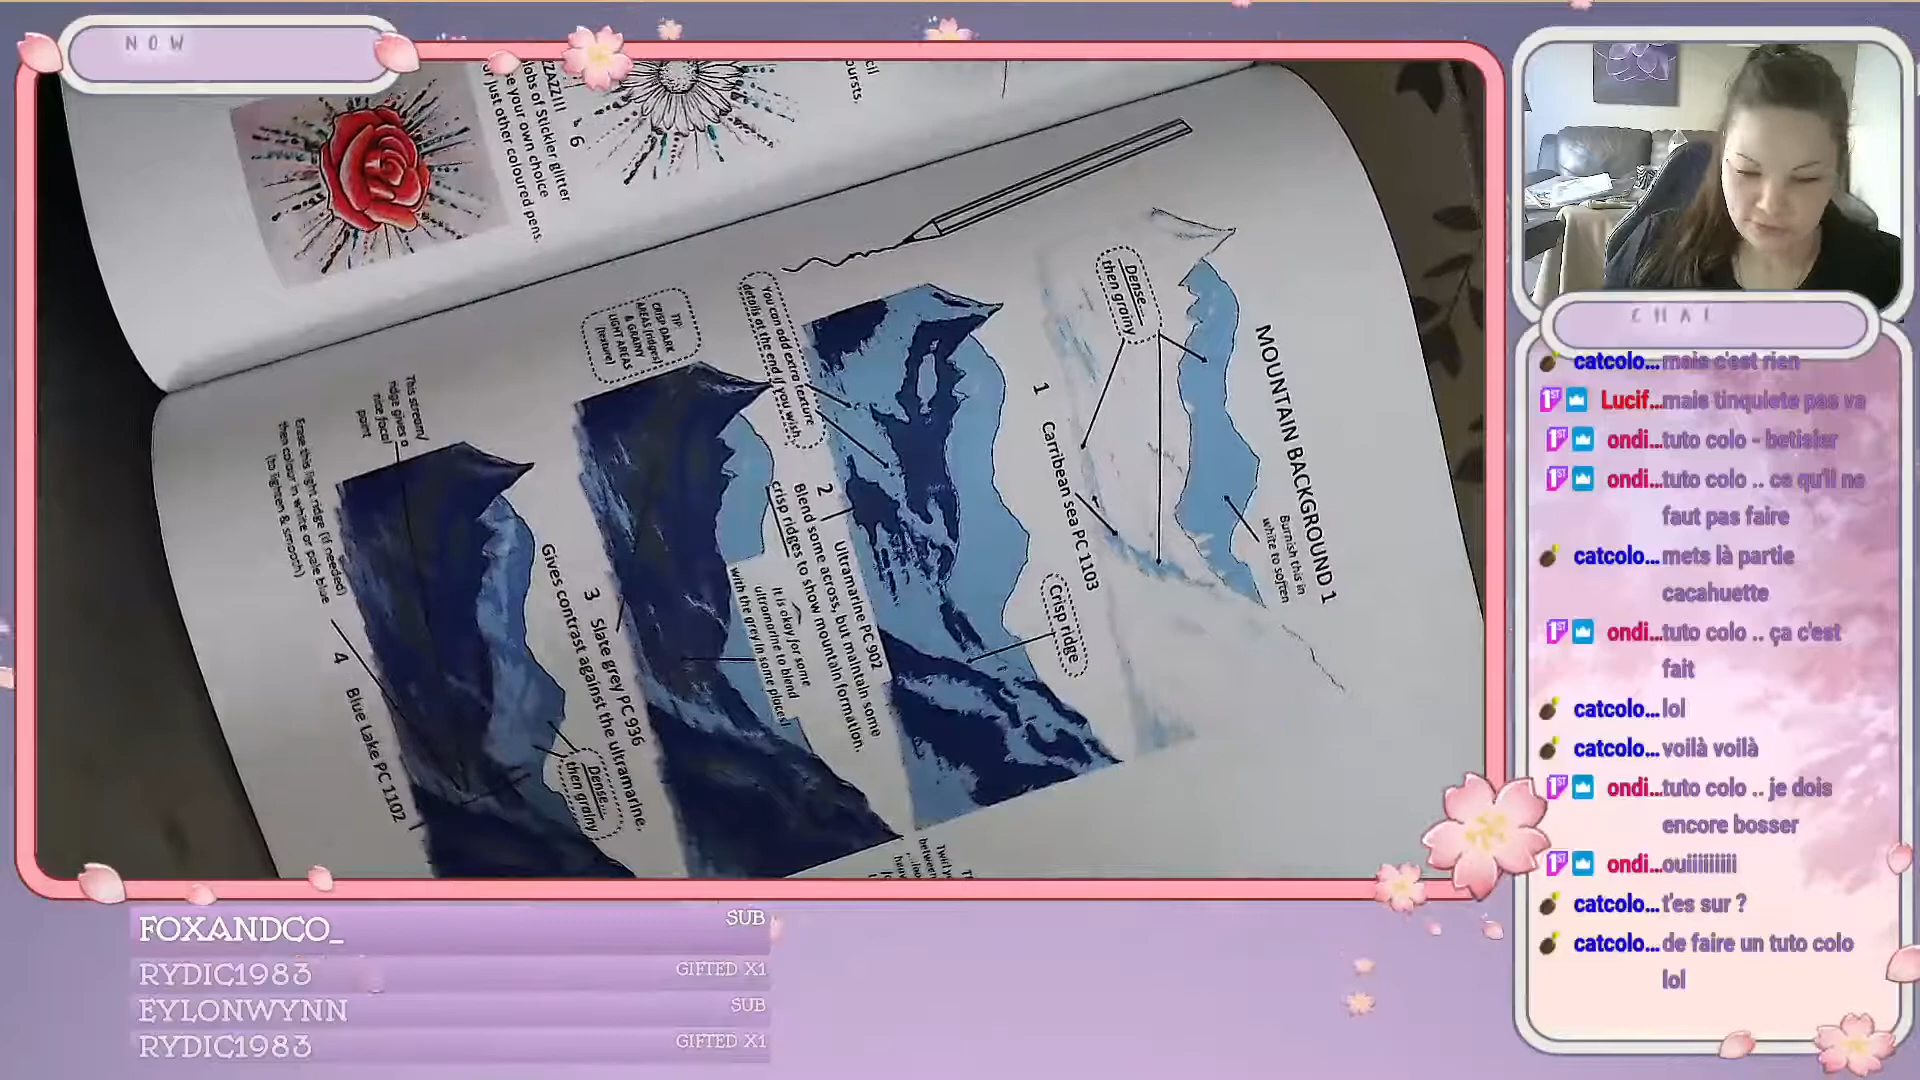 NOW
cil
bursts,
ZAZZ!!!
6
lobs of Stickler glitter
se your own choice
or just other coloured pens.
MOUNTAIN BACKGROUND 1
Burnish this in
white to soften
Dense...
then grainy
1
Carribean sea PC 1103
Crisp ridge
You can add extra texture
details at the end if you wish.
2
Ultramarine PC 902
Blend some across, but maintain some
crisp ridges to show mountain formation.
It is okay for some
ultramarine to blend
with the grey in some places!
TIP:
CRISP DARK
AREAS (ridges)
& GRAINY
LIGHT AREAS
(texture)
3
Slate grey PC 936
Gives contrast against the ultramarine.
Dense...
then grainy
This stream/
ridge gives a
nice focal
point
4
Blue Lake PC 1102
Erase this light ridge (if needed)
then colour in white or pale blue
(to lighten & smooth)
between
CHAT
catcolo...mais c'est rien
Lucif...mais tinquiete pas va
ondi...tuto colo - betisier
ondi...tuto colo .. ce qu'il ne
faut pas faire
catcolo...mets là partie
cacahuette
ondi...tuto colo .. ça c'est
fait
catcolo...lol
catcolo...voilà voilà
ondi...tuto colo .. je dois
encore bosser
ondi...ouiiiiiiiii
catcolo...t'es sur ?
catcolo...de faire un tuto colo
lol
FOXANDCO_ SUB
RYDIC1983 GIFTED X1
EYLONWYNN SUB
RYDIC1983 GIFTED X1